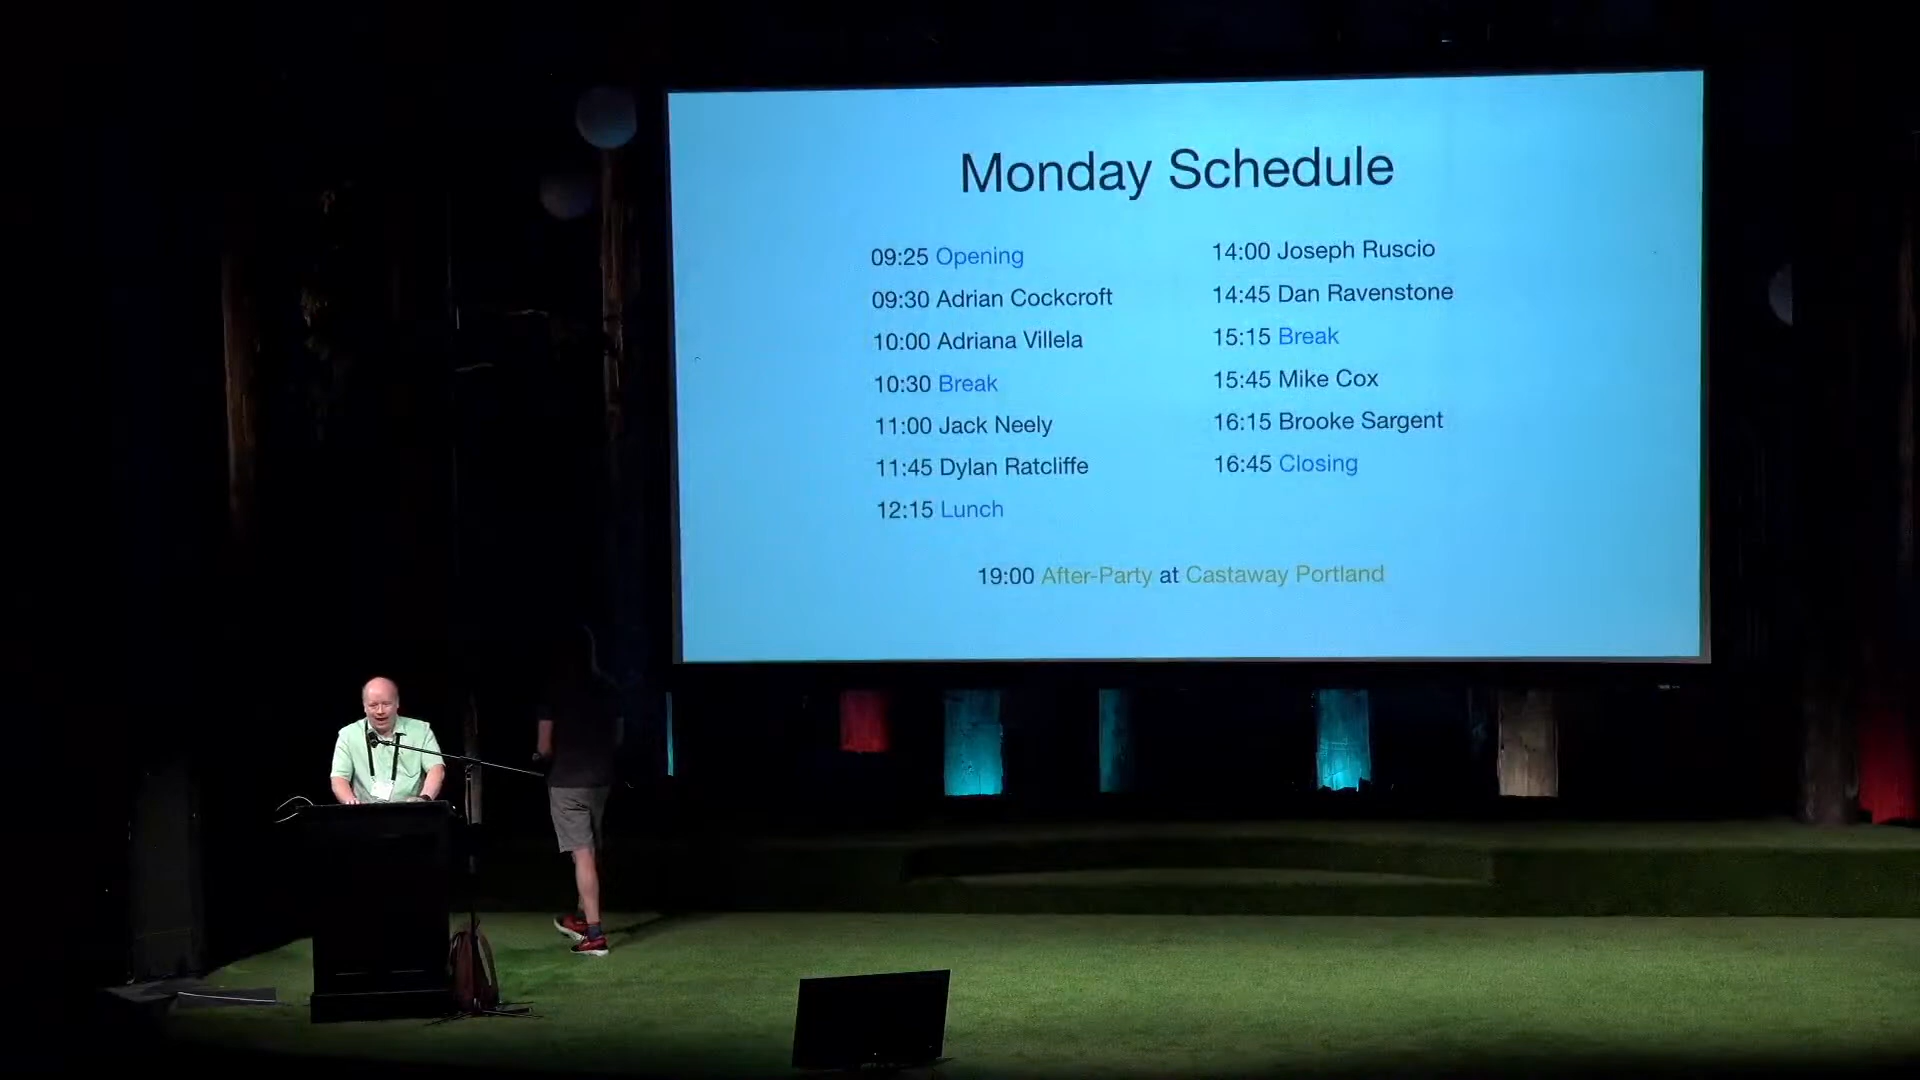 Monday Schedule
09:25 Opening
09:30 Adrian Cockcroft
10:00 Adriana Villela
10:30 Break
11:00 Jack Neely
11:45 Dylan Ratcliffe
12:15 Lunch
14:00 Joseph Ruscio
14:45 Dan Ravenstone
15:15 Break
15:45 Mike Cox
16:15 Brooke Sargent
16:45 Closing
19:00 After-Party at Castaway Portland